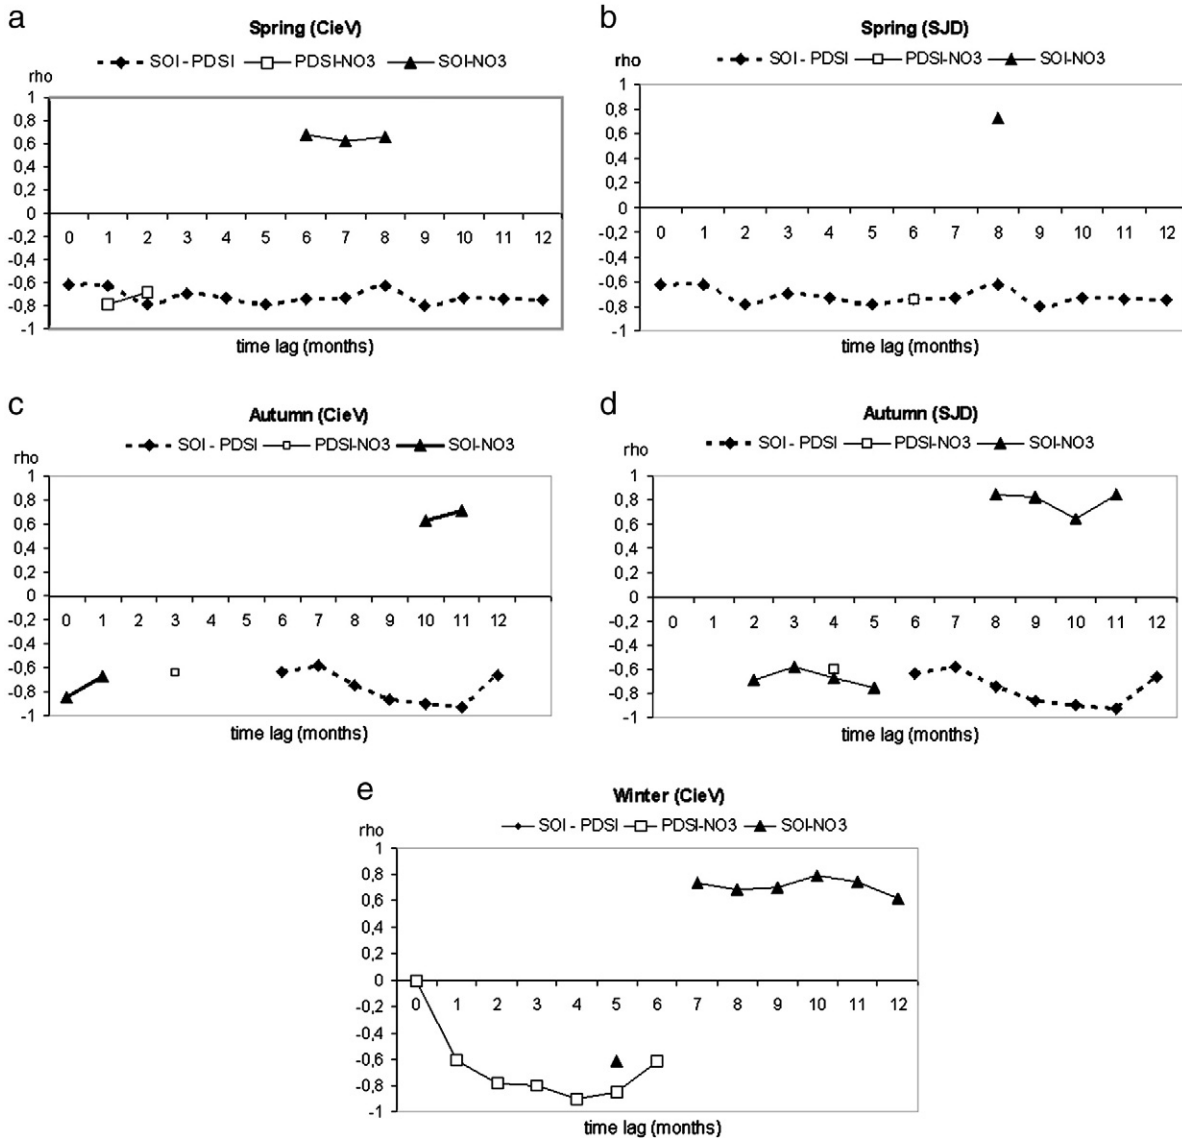 a
Spring (CieV)
SOI - PDSI PDSI-NO3 SOI-NO3
rho
1
0,8
0,6
0,4
0,2
0
-0,2
-0,4
-0,6
-0,8
-1
0 1 2 3 4 5 6 7 8 9 10 11 12
time lag (months)
b
Spring (SJD)
SOI - PDSI PDSI-NO3 SOI-NO3
rho
1
0,8
0,6
0,4
0,2
0
-0,2
-0,4
-0,6
-0,8
-1
0 1 2 3 4 5 6 7 8 9 10 11 12
time lag (months)
c
Autumn (CieV)
SOI - PDSI PDSI-NO3 SOI-NO3
rho
1
0,8
0,6
0,4
0,2
0
-0,2
-0,4
-0,6
-0,8
-1
0 1 2 3 4 5 6 7 8 9 10 11 12
time lag (months)
d
Autumn (SJD)
SOI - PDSI PDSI-NO3 SOI-NO3
rho
1
0,8
0,6
0,4
0,2
0
-0,2
-0,4
-0,6
-0,8
-1
0 1 2 3 4 5 6 7 8 9 10 11 12
time lag (months)
e
Winter (CieV)
SOI - PDSI PDSI-NO3 SOI-NO3
rho
1
0,8
0,6
0,4
0,2
0
-0,2
-0,4
-0,6
-0,8
-1
0 1 2 3 4 5 6 7 8 9 10 11 12
time lag (months)